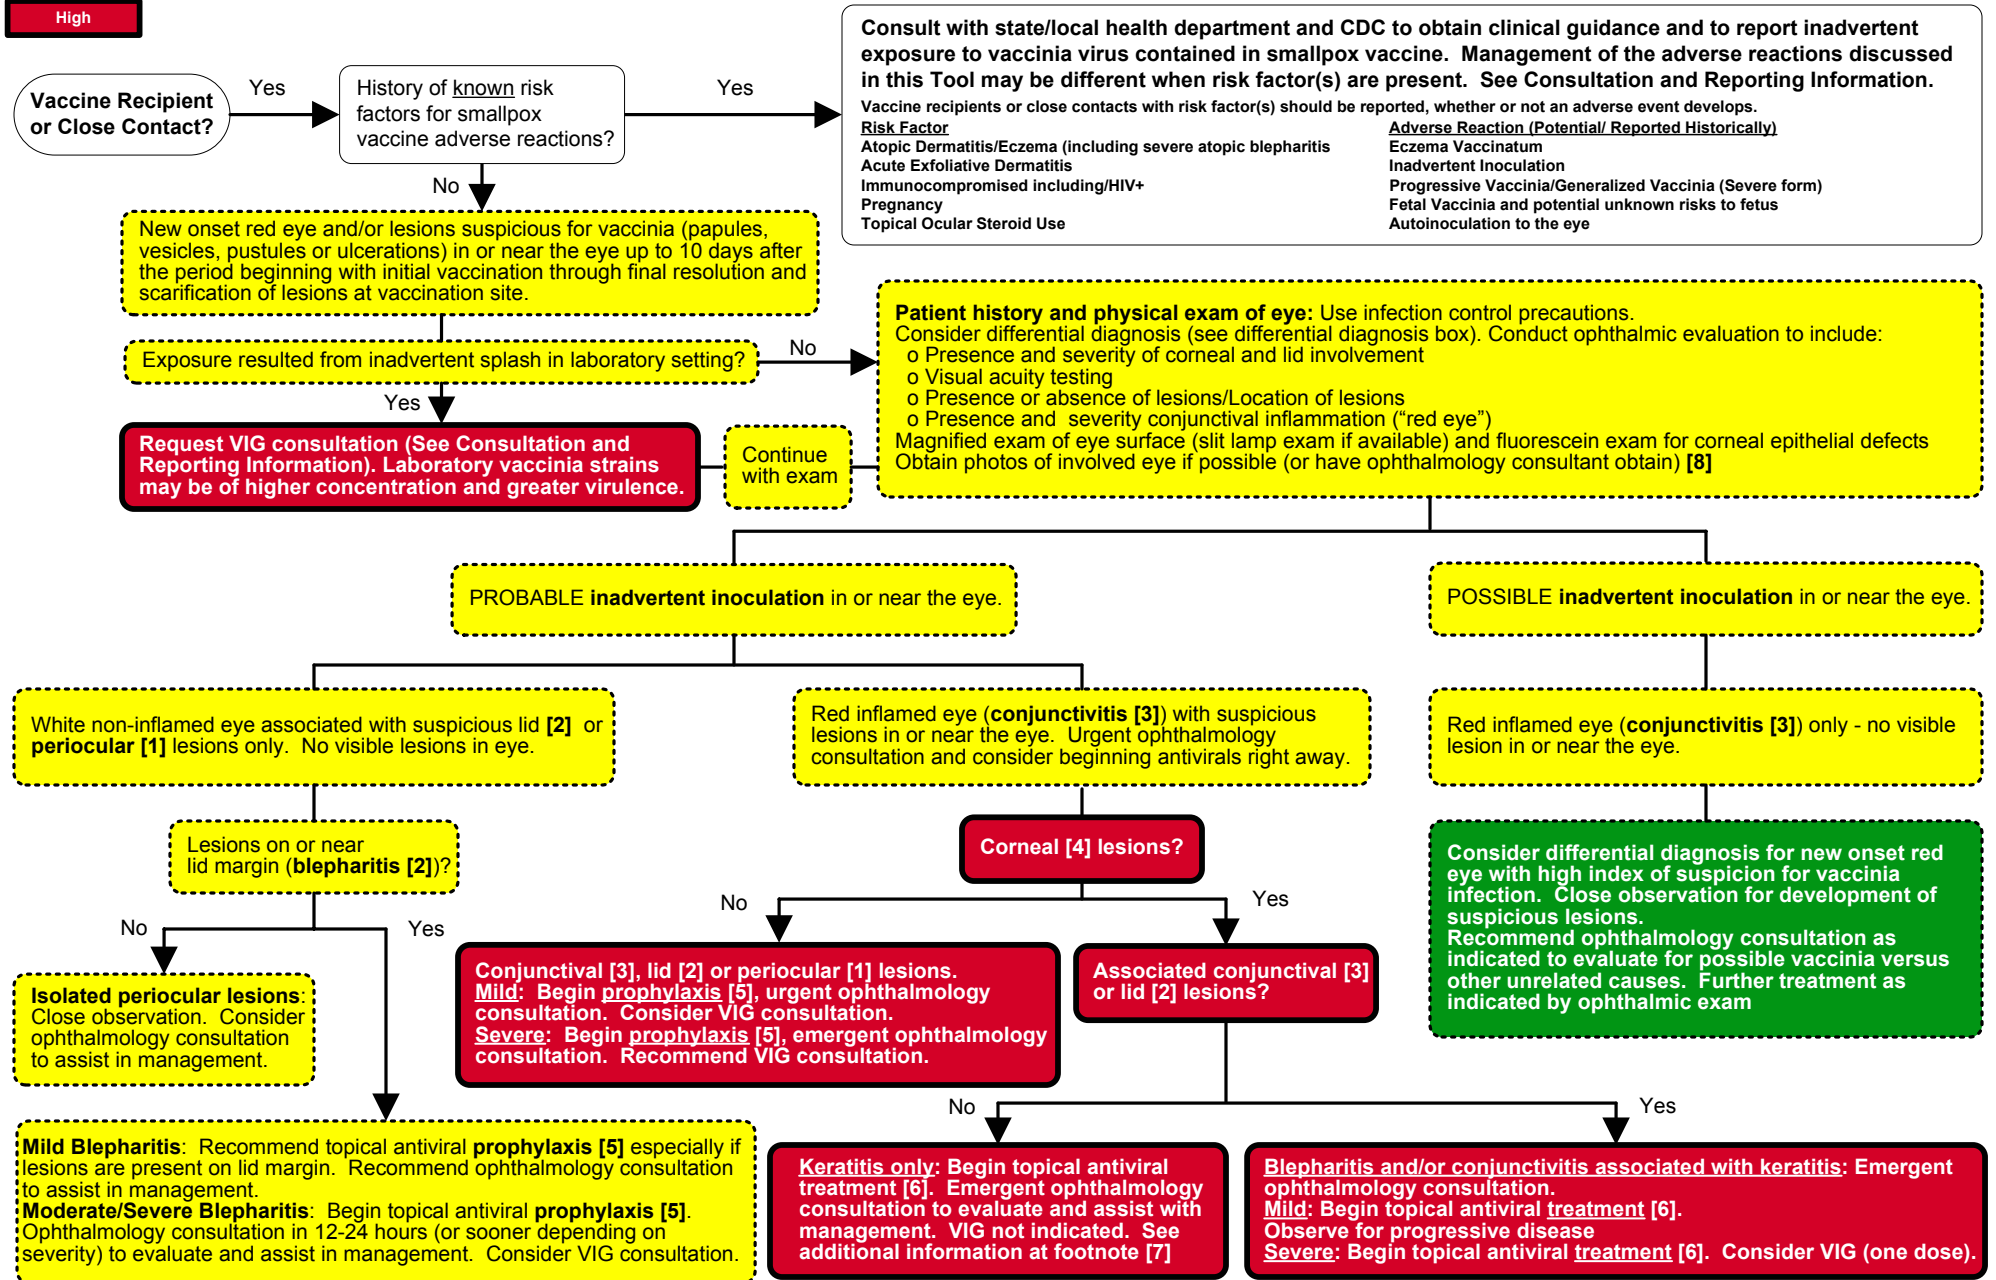 High
Vaccine Recipient
or Close Contact?
Yes
History of known risk
factors for smallpox
vaccine adverse reactions?
Yes
Consult with state/local health department and CDC to obtain clinical guidance and to report inadvertent
exposure to vaccinia virus contained in smallpox vaccine. Management of the adverse reactions discussed
in this Tool may be different when risk factor(s) are present. See Consultation and Reporting Information.
Vaccine recipients or close contacts with risk factor(s) should be reported, whether or not an adverse event develops.
Risk Factor
Atopic Dermatitis/Eczema (including severe atopic blepharitis
Acute Exfoliative Dermatitis
Immunocompromised including/HIV+
Pregnancy
Topical Ocular Steroid Use
Adverse Reaction (Potential/ Reported Historically)
Eczema Vaccinatum
Inadvertent Inoculation
Progressive Vaccinia/Generalized Vaccinia (Severe form)
Fetal Vaccinia and potential unknown risks to fetus
Autoinoculation to the eye
No
New onset red eye and/or lesions suspicious for vaccinia (papules,
vesicles, pustules or ulcerations) in or near the eye up to 10 days after
the period beginning with initial vaccination through final resolution and
scarification of lesions at vaccination site.
Exposure resulted from inadvertent splash in laboratory setting?
No
Yes
Request VIG consultation (See Consultation and
Reporting Information). Laboratory vaccinia strains
may be of higher concentration and greater virulence.
Continue
with exam
Patient history and physical exam of eye: Use infection control precautions.
Consider differential diagnosis (see differential diagnosis box). Conduct ophthalmic evaluation to include:
o Presence and severity of corneal and lid involvement
o Visual acuity testing
o Presence or absence of lesions/Location of lesions
o Presence and severity conjunctival inflammation (“red eye”)
Magnified exam of eye surface (slit lamp exam if available) and fluorescein exam for corneal epithelial defects
Obtain photos of involved eye if possible (or have ophthalmology consultant obtain) [8]
PROBABLE inadvertent inoculation in or near the eye.
POSSIBLE inadvertent inoculation in or near the eye.
White non-inflamed eye associated with suspicious lid [2] or
periocular [1] lesions only. No visible lesions in eye.
Red inflamed eye (conjunctivitis [3]) with suspicious
lesions in or near the eye. Urgent ophthalmology
consultation and consider beginning antivirals right away.
Red inflamed eye (conjunctivitis [3]) only - no visible
lesion in or near the eye.
Lesions on or near
lid margin (blepharitis [2])?
Corneal [4] lesions?
Consider differential diagnosis for new onset red
eye with high index of suspicion for vaccinia
infection. Close observation for development of
suspicious lesions.
Recommend ophthalmology consultation as
indicated to evaluate for possible vaccinia versus
other unrelated causes. Further treatment as
indicated by ophthalmic exam
No
Yes
No
Yes
Isolated periocular lesions:
Close observation. Consider
ophthalmology consultation
to assist in management.
Conjunctival [3], lid [2] or periocular [1] lesions.
Mild: Begin prophylaxis [5], urgent ophthalmology
consultation. Consider VIG consultation.
Severe: Begin prophylaxis [5], emergent ophthalmology
consultation. Recommend VIG consultation.
Associated conjunctival [3]
or lid [2] lesions?
No
Yes
Mild Blepharitis: Recommend topical antiviral prophylaxis [5] especially if
lesions are present on lid margin. Recommend ophthalmology consultation
to assist in management.
Moderate/Severe Blepharitis: Begin topical antiviral prophylaxis [5].
Ophthalmology consultation in 12-24 hours (or sooner depending on
severity) to evaluate and assist in management. Consider VIG consultation.
Keratitis only: Begin topical antiviral
treatment [6]. Emergent ophthalmology
consultation to evaluate and assist with
management. VIG not indicated. See
additional information at footnote [7]
Blepharitis and/or conjunctivitis associated with keratitis: Emergent
ophthalmology consultation.
Mild: Begin topical antiviral treatment [6].
Observe for progressive disease
Severe: Begin topical antiviral treatment [6]. Consider VIG (one dose).